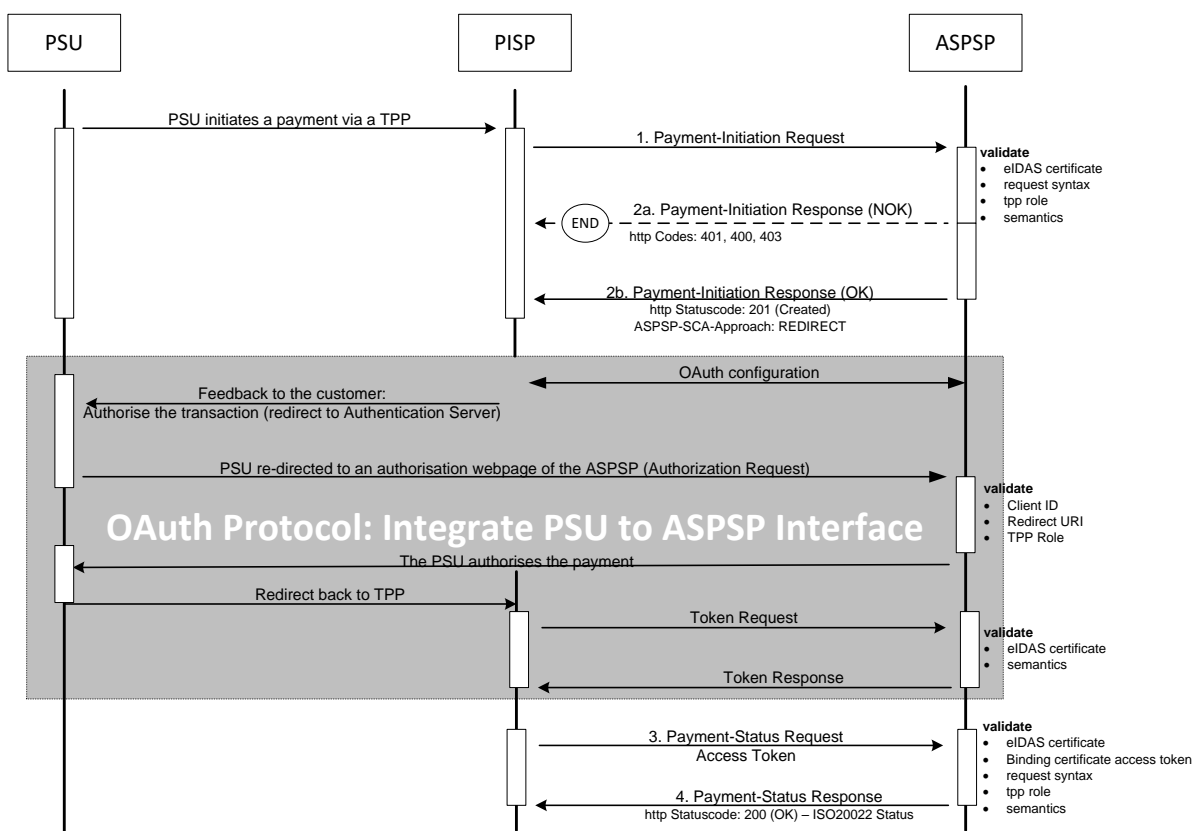 PSU
PISP
ASPSP
PSU initiates a payment via a TPP
1. Payment-Initiation Request
validate
• eIDAS certificate
• request syntax
• tpp role
• semantics
2a. Payment-Initiation Response (NOK)
END
http Codes: 401, 400, 403
2b. Payment-Initiation Response (OK)
http Statuscode: 201 (Created)
ASPSP-SCA-Approach: REDIRECT
OAuth configuration
Feedback to the customer:
Authorise the transaction (redirect to Authentication Server)
PSU re-directed to an authorisation webpage of the ASPSP (Authorization Request)
validate
• Client ID
• Redirect URI
• TPP Role
OAuth Protocol: Integrate PSU to ASPSP Interface
The PSU authorises the payment
Redirect back to TPP
Token Request
validate
• eIDAS certificate
• semantics
Token Response
3. Payment-Status Request
Access Token
validate
• eIDAS certificate
• Binding certificate access token
• request syntax
• tpp role
• semantics
4. Payment-Status Response
http Statuscode: 200 (OK) – ISO20022 Status